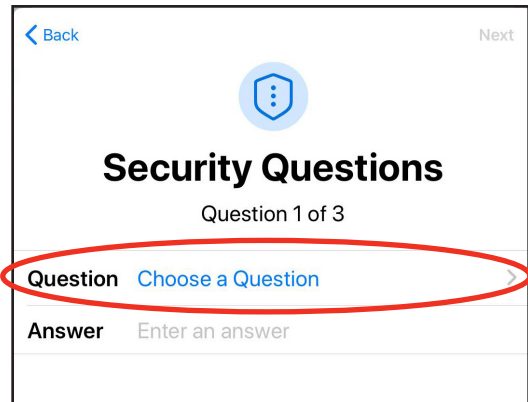 Back Next
Security Questions
Question 1 of 3
Question Choose a Question
Answer Enter an answer